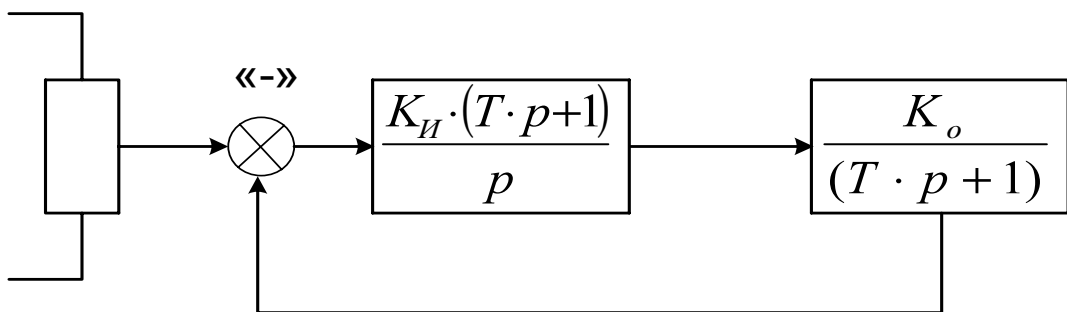 «-»
K_И·(T·p+1)
p
K_o
(T · p + 1)